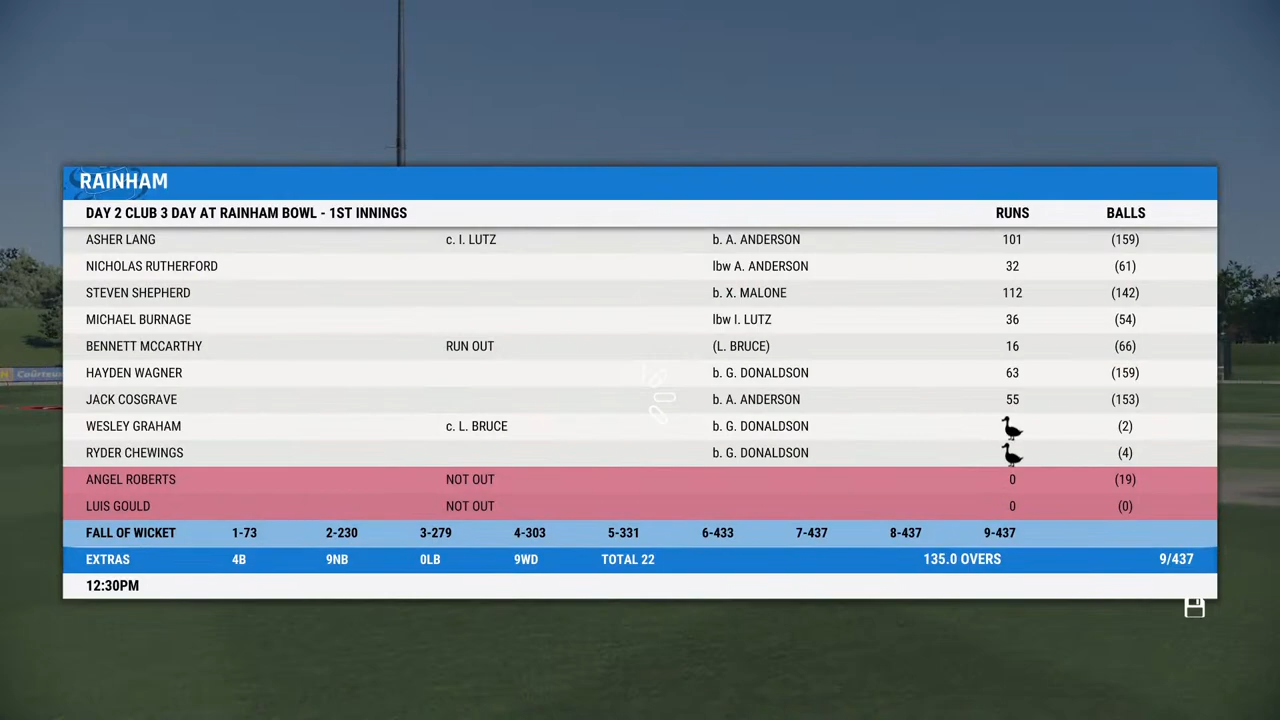 RAINHAM
DAY 2 CLUB 3 DAY AT RAINHAM BOWL - 1ST INNINGS RUNS BALLS
ASHER LANG c. I. LUTZ b. A. ANDERSON 101 (159)
NICHOLAS RUTHERFORD lbw A. ANDERSON 32 (61)
STEVEN SHEPHERD b. X. MALONE 112 (142)
MICHAEL BURNAGE lbw I. LUTZ 36 (54)
BENNETT MCCARTHY RUN OUT (L. BRUCE) 16 (66)
HAYDEN WAGNER b. G. DONALDSON 63 (159)
JACK COSGRAVE b. A. ANDERSON 55 (153)
WESLEY GRAHAM c. L. BRUCE b. G. DONALDSON (2)
RYDER CHEWINGS b. G. DONALDSON (4)
ANGEL ROBERTS NOT OUT 0 (19)
LUIS GOULD NOT OUT 0 (0)
FALL OF WICKET 1-73 2-230 3-279 4-303 5-331 6-433 7-437 8-437 9-437
EXTRAS 4B 9NB 0LB 9WD TOTAL 22 135.0 OVERS 9/437
12:30PM